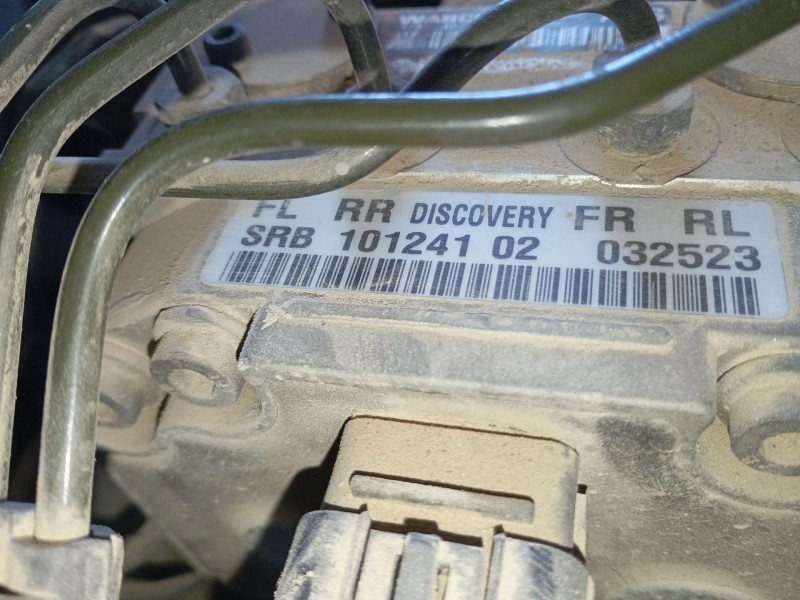 FL RR DISCOVERY FR RL
SRB 101241 02 032523